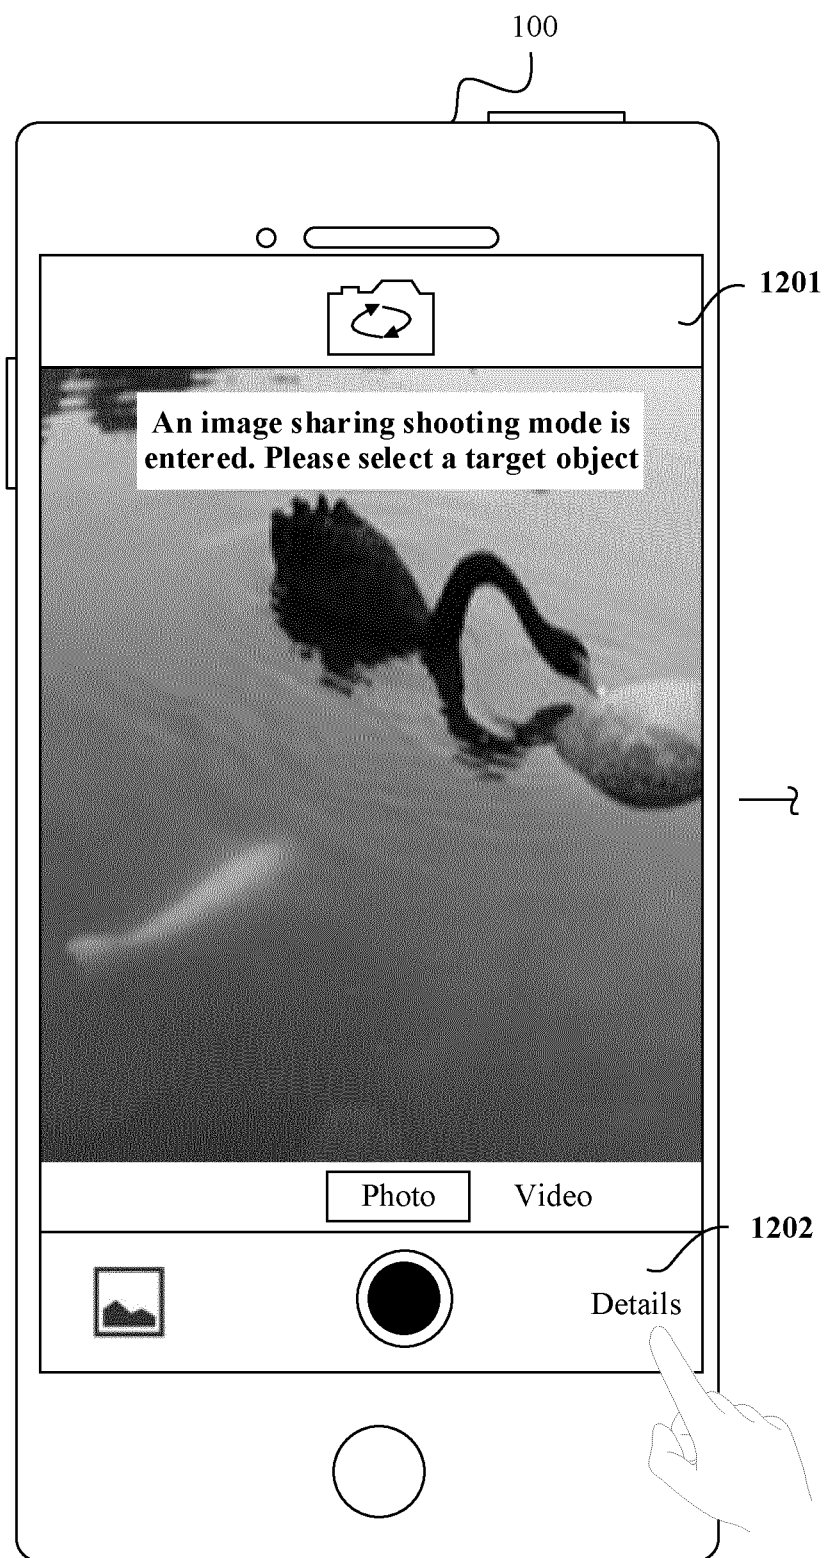 100
1201
An image sharing shooting mode is
entered. Please select a target object
Photo Video
1202
Details